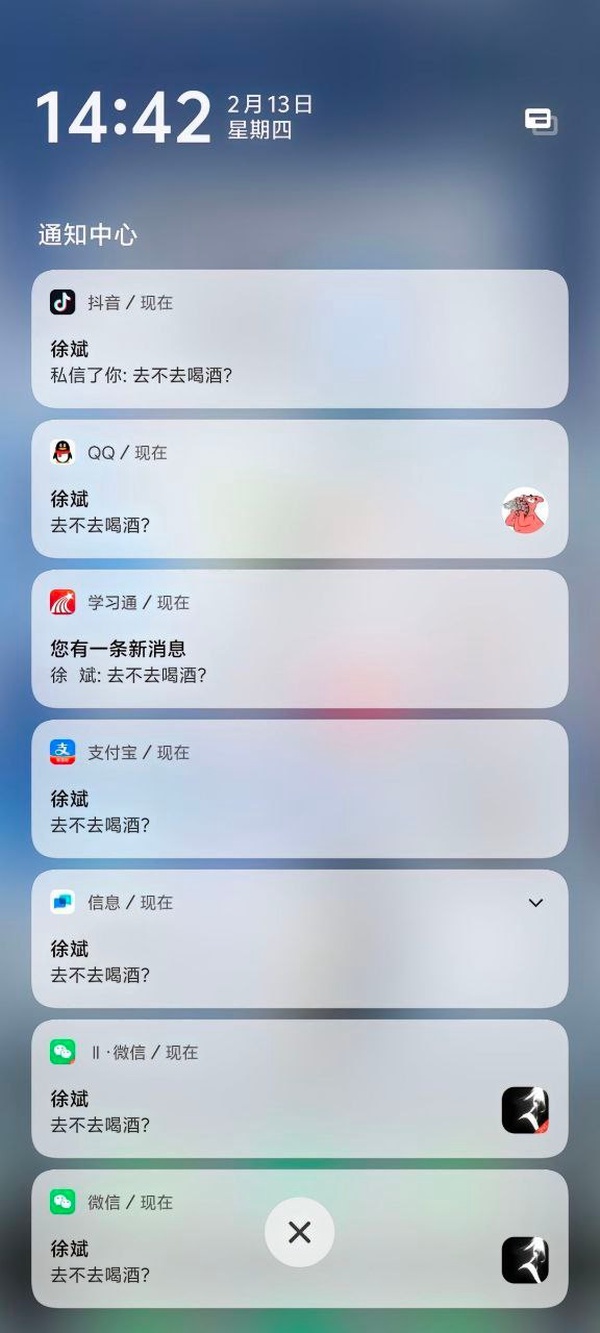 14:42
2月13日
星期四
通知中心
抖音 / 现在
徐斌
私信了你: 去不去喝酒?
QQ / 现在
徐斌
去不去喝酒?
学习通 / 现在
您有一条新消息
徐  斌: 去不去喝酒?
支
支付宝 / 现在
徐斌
去不去喝酒?
信息 / 现在
徐斌
去不去喝酒?
II ·微信 / 现在
徐斌
去不去喝酒?
微信 / 现在
徐斌
去不去喝酒?